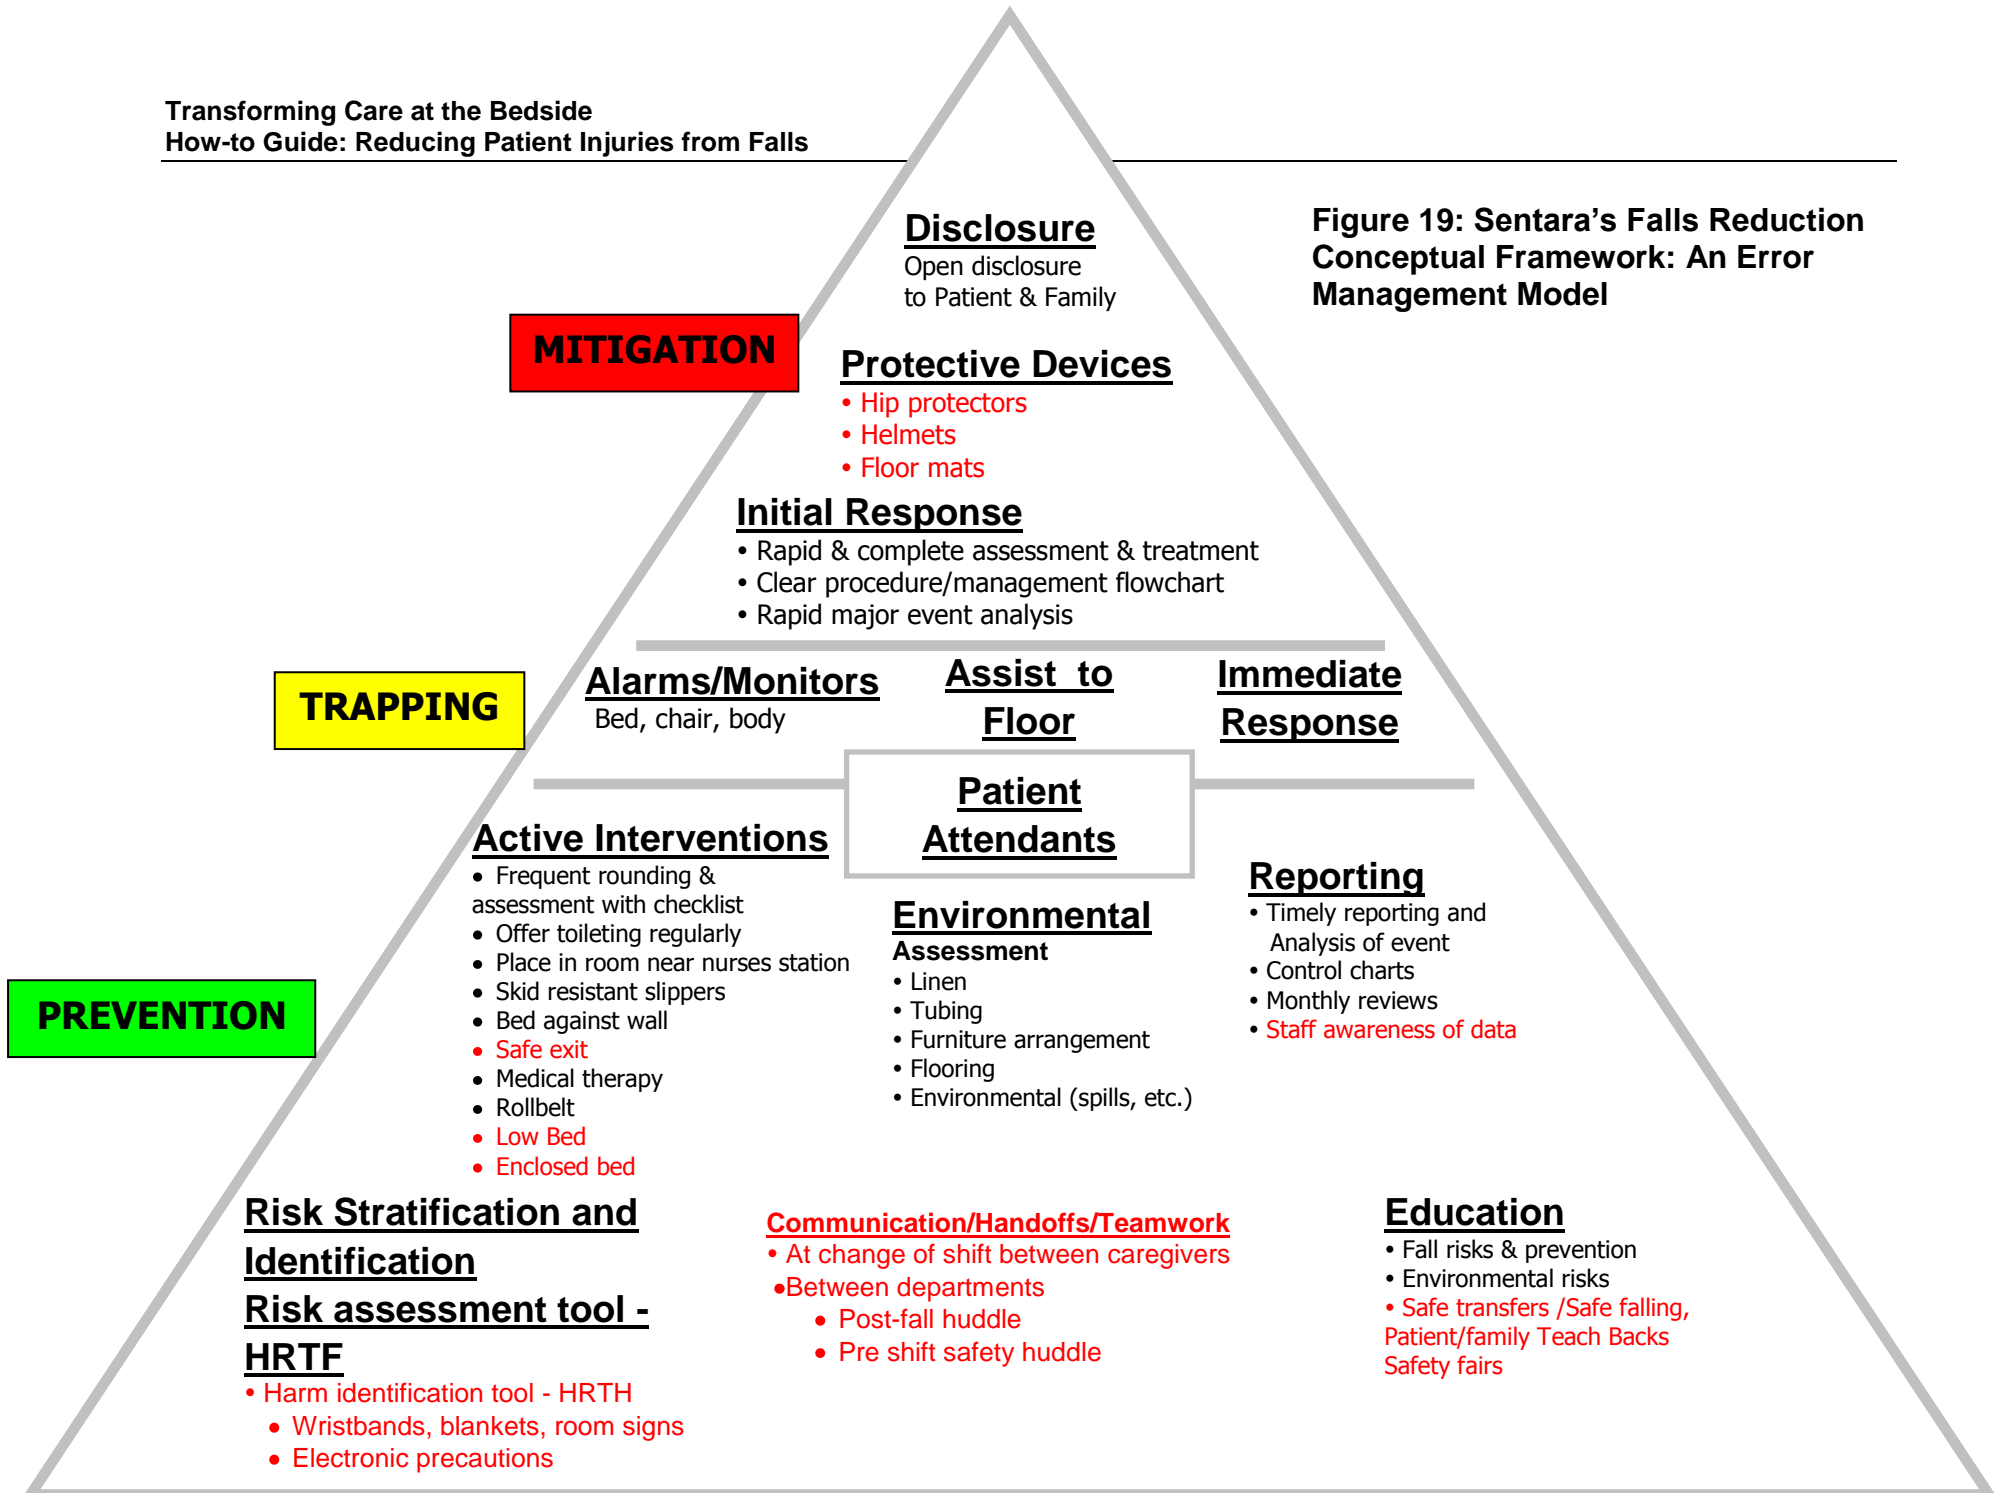 Transforming Care at the Bedside
How-to Guide: Reducing Patient Injuries from Falls
Figure 19: Sentara's Falls Reduction
Conceptual Framework: An Error
Management Model
Disclosure
Open disclosure
to Patient & Family
MITIGATION
Protective Devices
• Hip protectors
• Helmets
• Floor mats
Initial Response
• Rapid & complete assessment & treatment
• Clear procedure/management flowchart
• Rapid major event analysis
TRAPPING
Alarms/Monitors
Bed, chair, body
Assist to
Floor
Immediate
Response
Patient
Attendants
PREVENTION
Active Interventions
• Frequent rounding &
assessment with checklist
• Offer toileting regularly
• Place in room near nurses station
• Skid resistant slippers
• Bed against wall
• Safe exit
• Medical therapy
• Rollbelt
• Low Bed
• Enclosed bed
Environmental
Assessment
• Linen
• Tubing
• Furniture arrangement
• Flooring
• Environmental (spills, etc.)
Reporting
• Timely reporting and
Analysis of event
• Control charts
• Monthly reviews
• Staff awareness of data
Risk Stratification and
Identification
Risk assessment tool -
HRTF
• Harm identification tool - HRTH
• Wristbands, blankets, room signs
• Electronic precautions
Communication/Handoffs/Teamwork
• At change of shift between caregivers
•Between departments
• Post-fall huddle
• Pre shift safety huddle
Education
• Fall risks & prevention
• Environmental risks
• Safe transfers /Safe falling,
Patient/family Teach Backs
Safety fairs